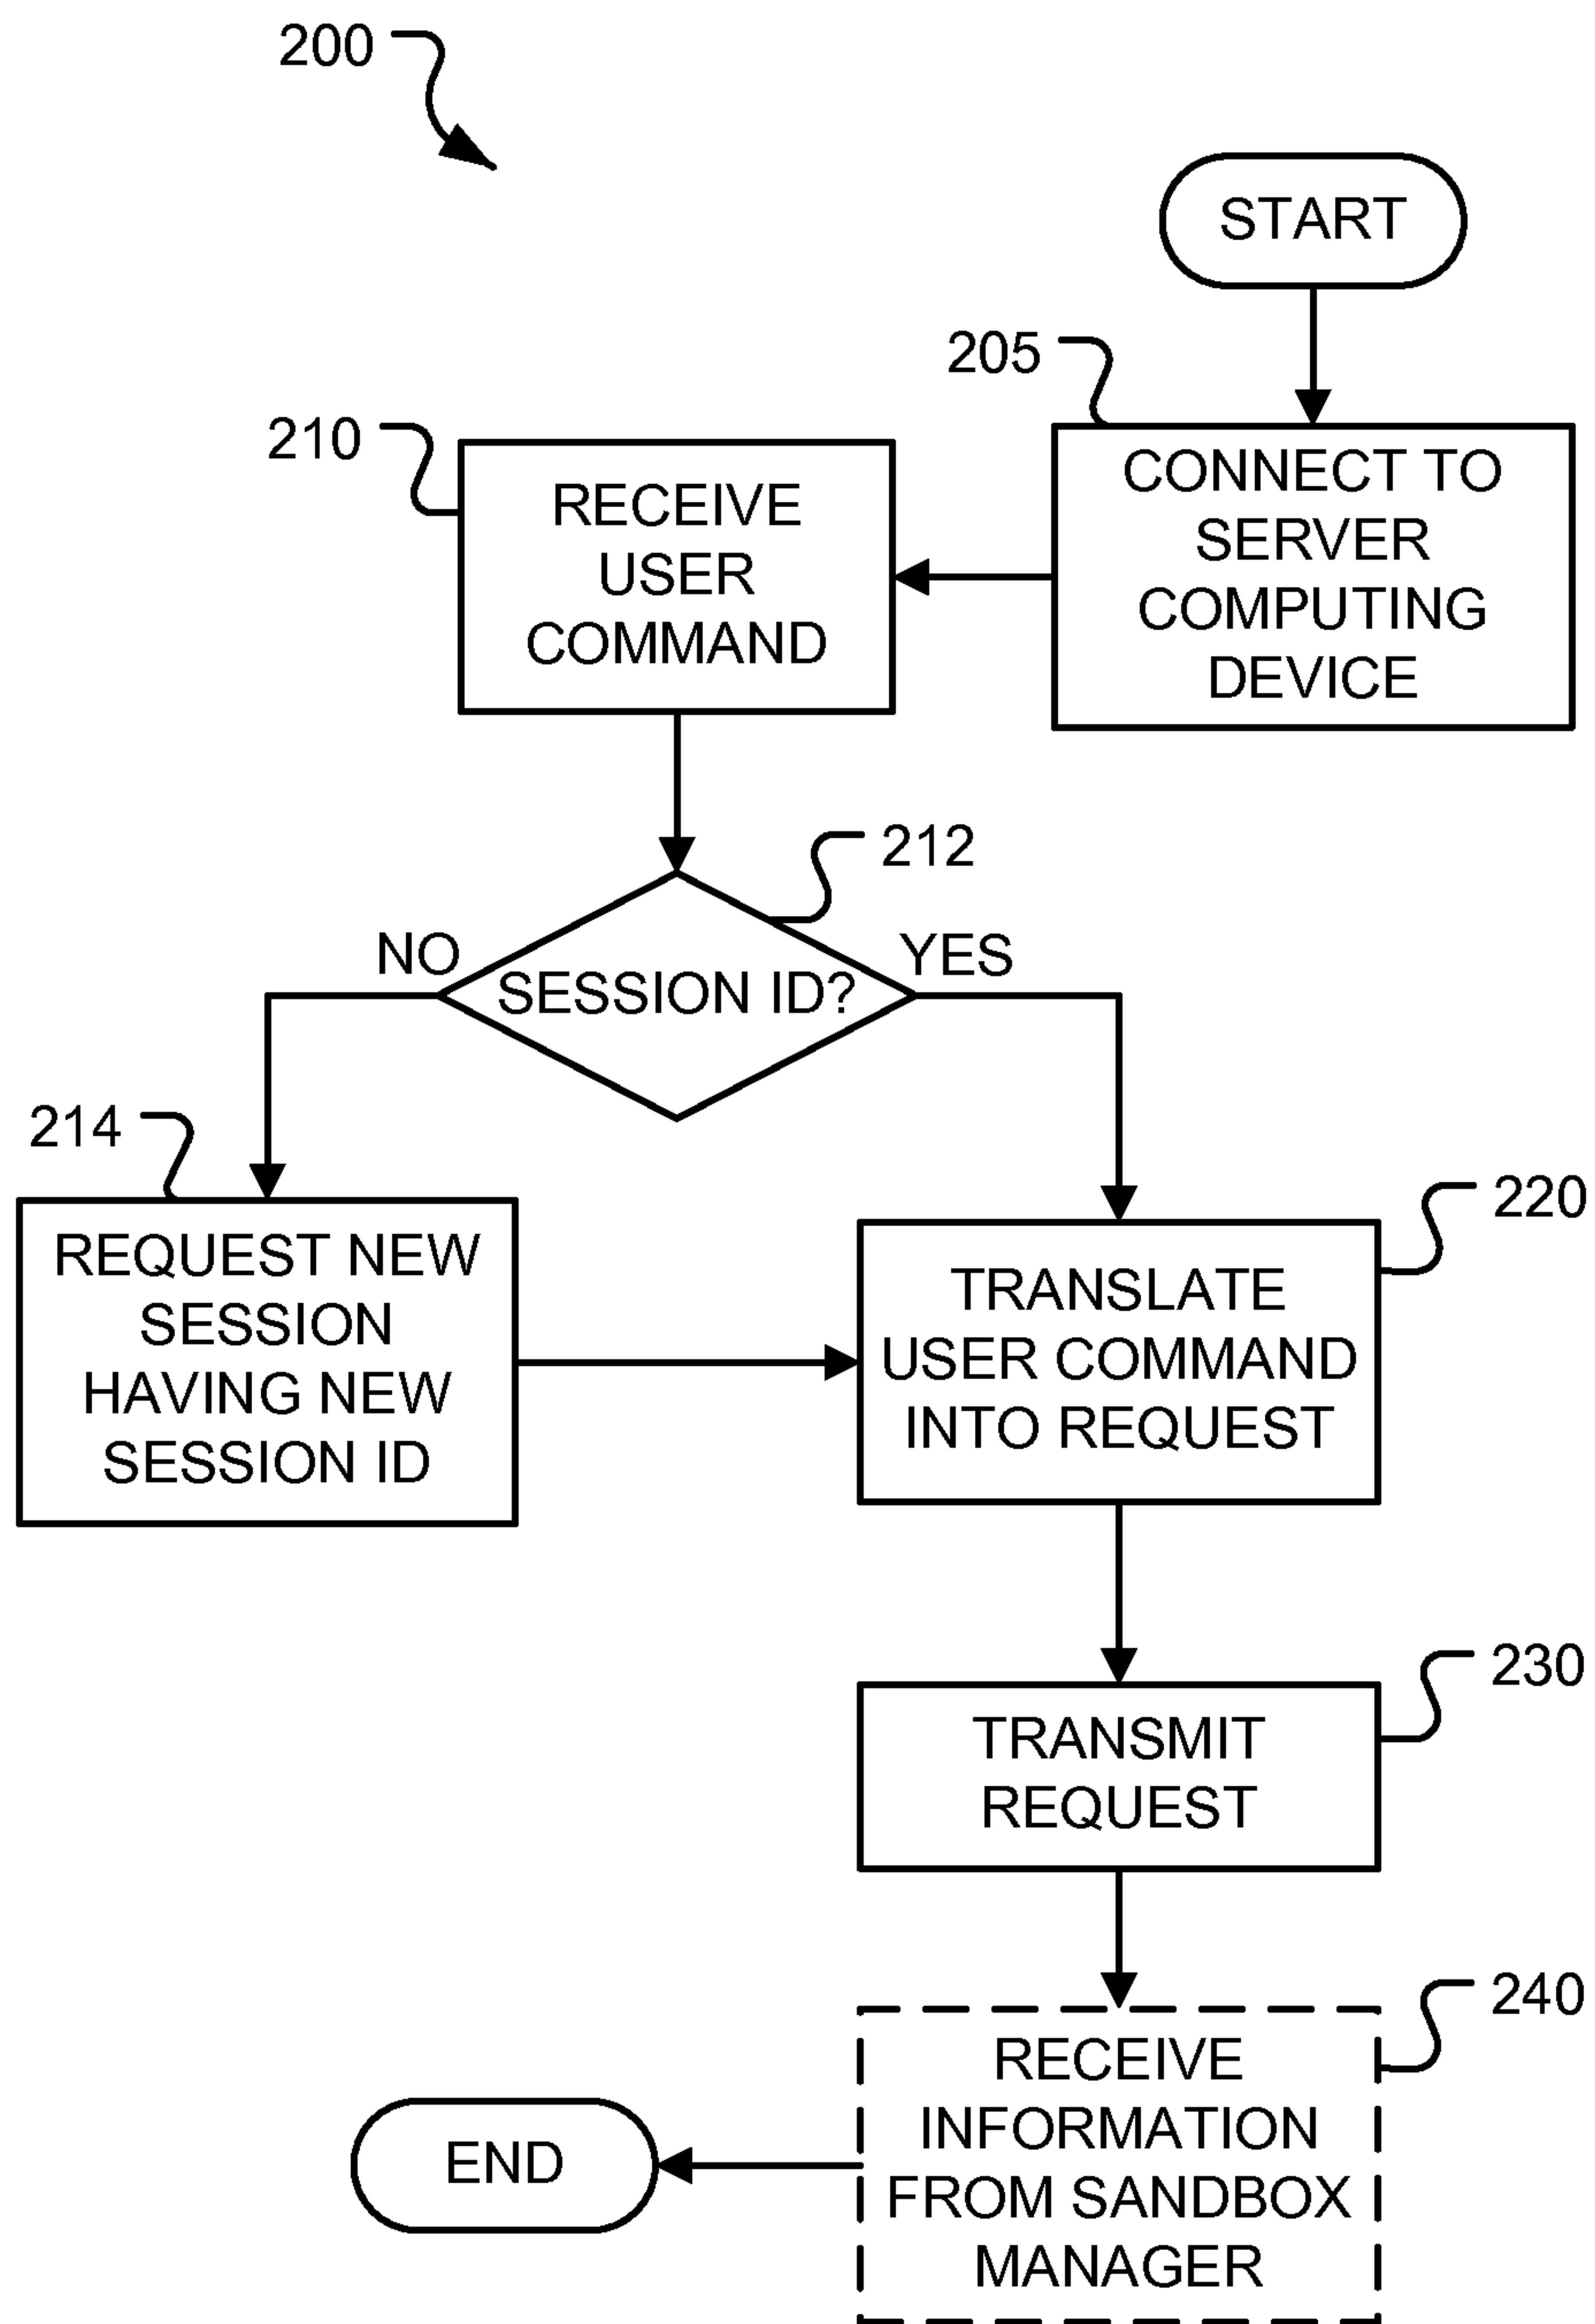 200
START
205
CONNECT TO
SERVER
COMPUTING
DEVICE
210
RECEIVE
USER
COMMAND
212
NO
YES
SESSION ID?
214
REQUEST NEW
SESSION
HAVING NEW
SESSION ID
220
TRANSLATE
USER COMMAND
INTO REQUEST
230
TRANSMIT
REQUEST
240
RECEIVE
INFORMATION
FROM SANDBOX
MANAGER
END